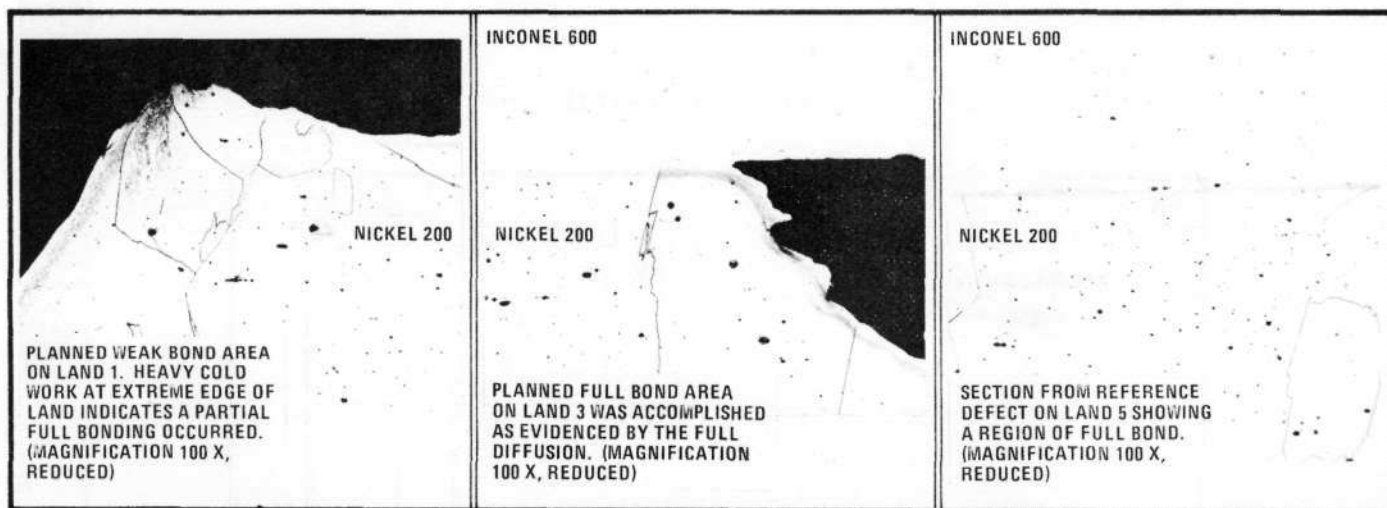 NICKEL 200
PLANNED WEAK BOND AREA
ON LAND 1. HEAVY COLD
WORK AT EXTREME EDGE OF
LAND INDICATES A PARTIAL
FULL BONDING OCCURRED.
(MAGNIFICATION 100 X,
REDUCED)
INCONEL 600
NICKEL 200
PLANNED FULL BOND AREA
ON LAND 3 WAS ACCOMPLISHED
AS EVIDENCED BY THE FULL
DIFFUSION. (MAGNIFICATION
100 X, REDUCED)
INCONEL 600
NICKEL 200
SECTION FROM REFERENCE
DEFECT ON LAND 5 SHOWING
A REGION OF FULL BOND.
(MAGNIFICATION 100 X,
REDUCED)